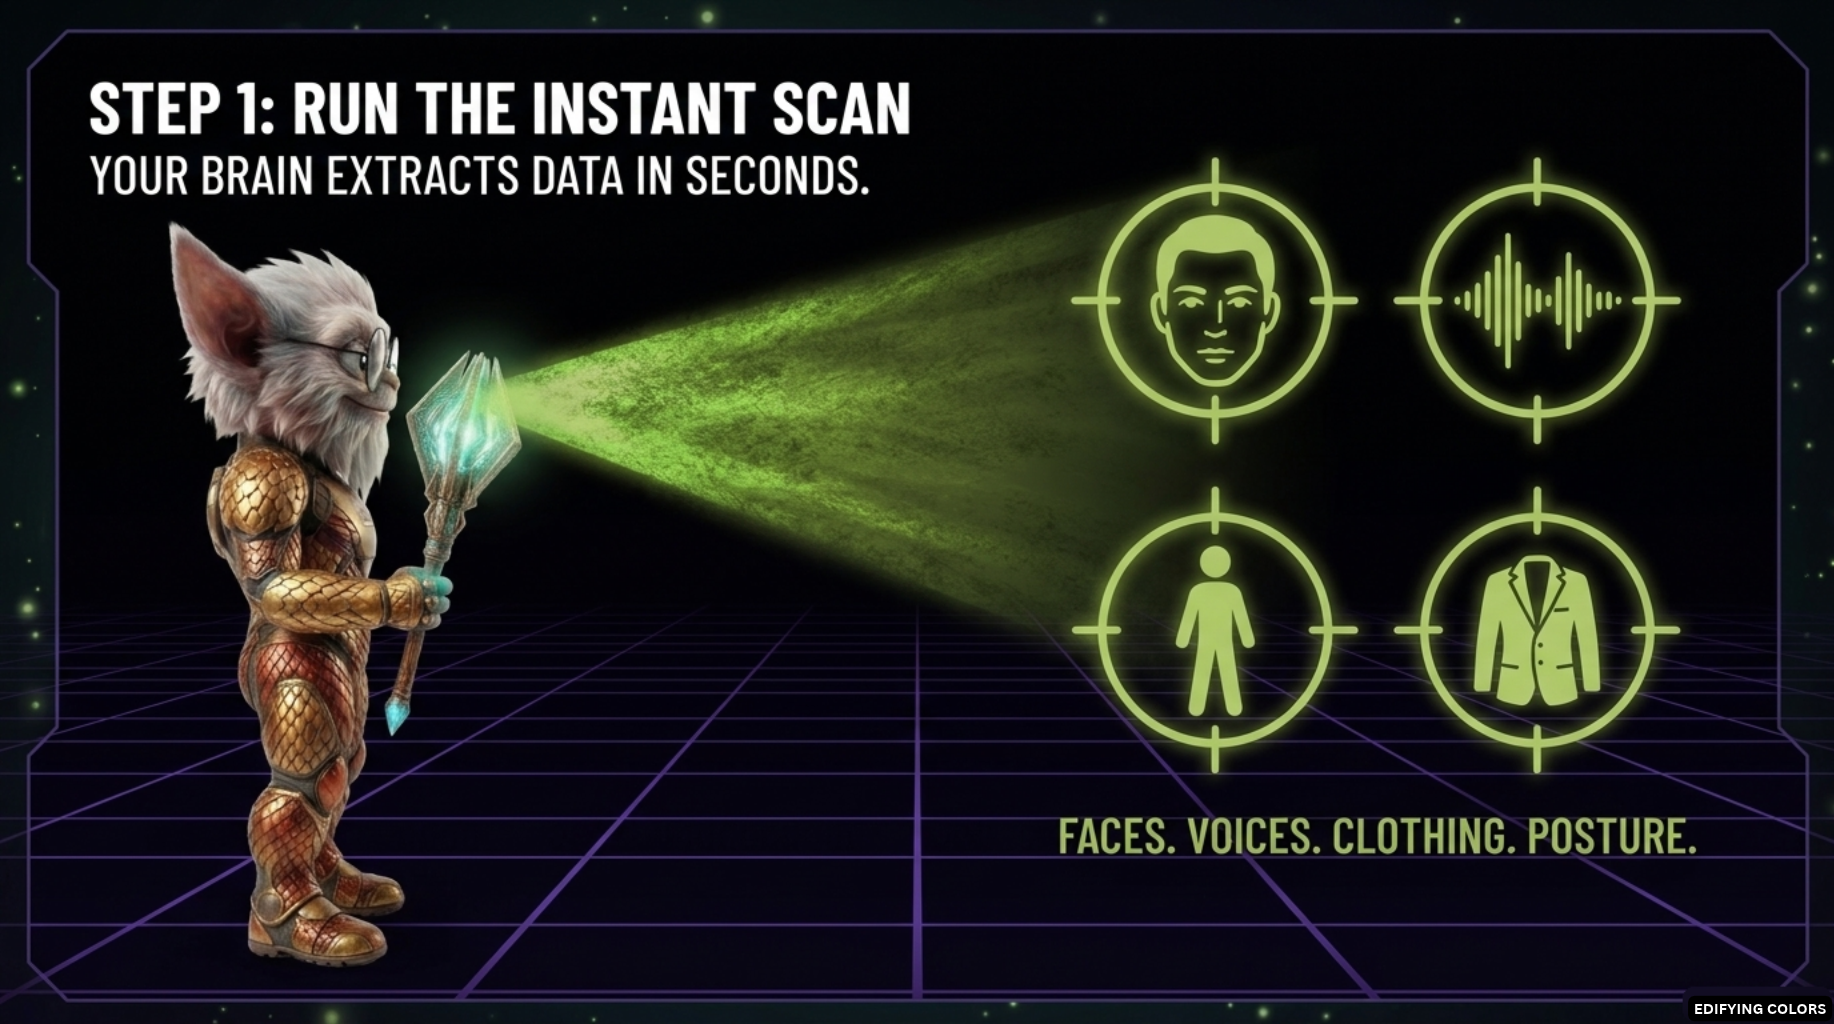 STEP 1: RUN THE INSTANT SCAN
YOUR BRAIN EXTRACTS DATA IN SECONDS.
FACES. VOICES. CLOTHING. POSTURE.
EDIFYING COLORS